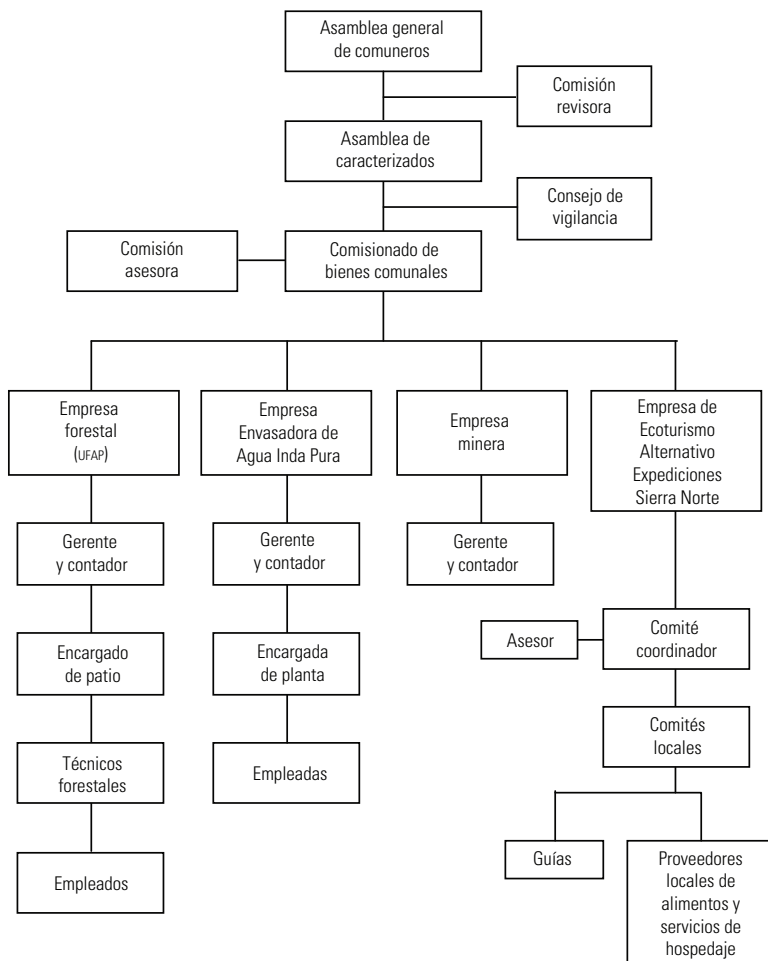 Asamblea general
de comuneros
Comisión
revisora
Asamblea de
caracterizados
Consejo de
vigilancia
Comisión
asesora
Comisionado de
bienes comunales
Empresa
forestal
(UFAP)
Empresa
Envasadora de
Agua Inda Pura
Empresa
minera
Empresa de
Ecoturismo
Alternativo
Expediciones
Sierra Norte
Gerente
y contador
Gerente
y contador
Gerente
y contador
Asesor
Comité
coordinador
Encargado
de patio
Encargada
de planta
Comités
locales
Técnicos
forestales
Empleadas
Guías
Proveedores
locales de
alimentos y
servicios de
hospedaje
Empleados